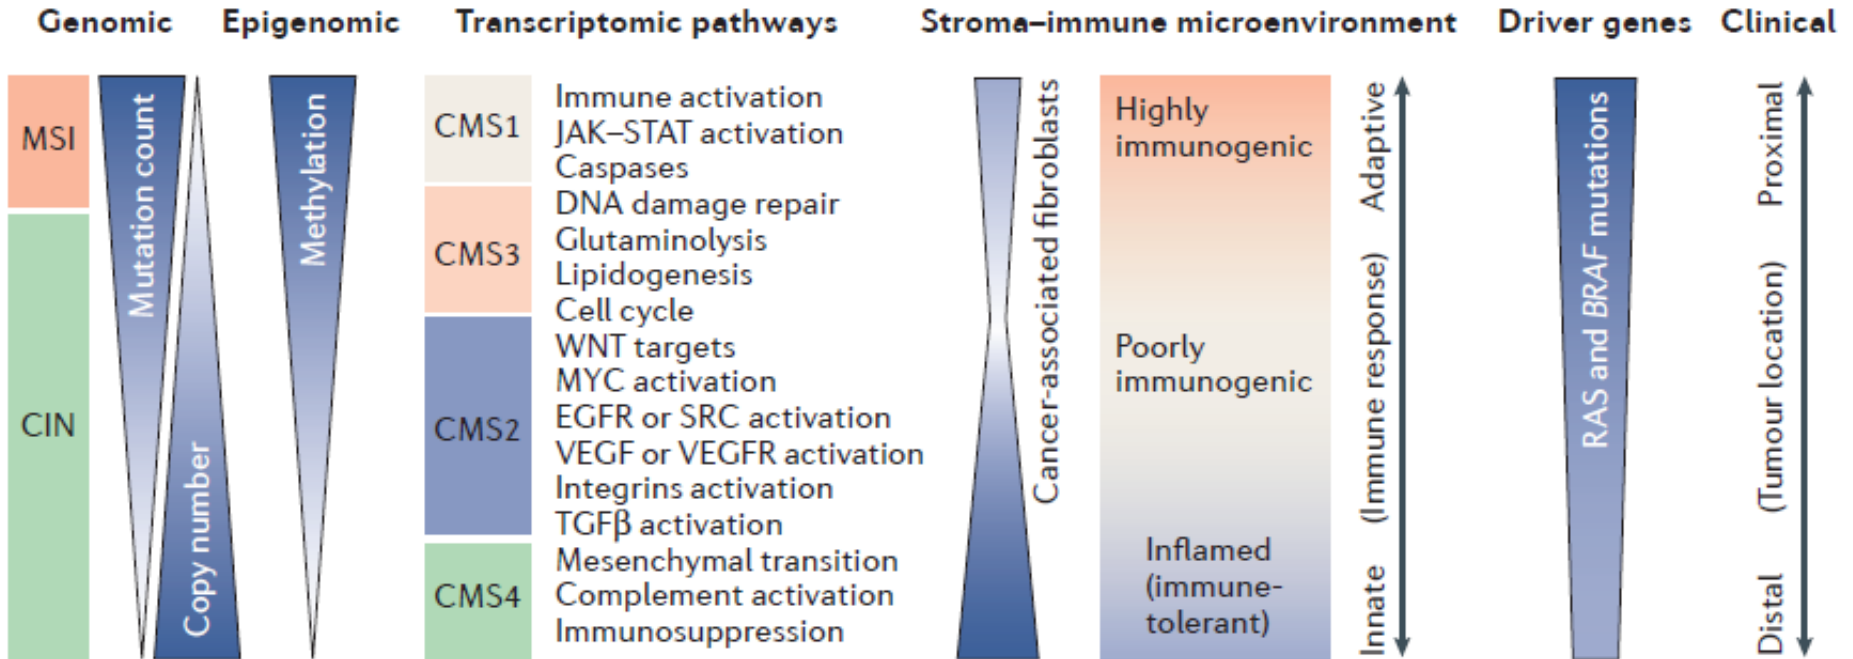 Genomic
Epigenomic
Transcriptomic pathways
Stroma–immune microenvironment
Driver genes
Clinical
MSI
CIN
Mutation count
Copy number
Methylation
CMS1
CMS3
CMS2
CMS4
Immune activation
JAK–STAT activation
Caspases
DNA damage repair
Glutaminolysis
Lipidogenesis
Cell cycle
WNT targets
MYC activation
EGFR or SRC activation
VEGF or VEGFR activation
Integrins activation
TGFβ activation
Mesenchymal transition
Complement activation
Immunosuppression
Cancer-associated fibroblasts
Highly
immunogenic
Poorly
immunogenic
Inflamed
(immune-
tolerant)
Innate (Immune response) Adaptive
RAS and BRAF mutations
Distal (Tumour location) Proximal